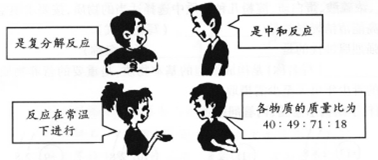 是复分解反应
是中和反应
反应在常温
下进行
各物质的质量比为
40：49：71：18